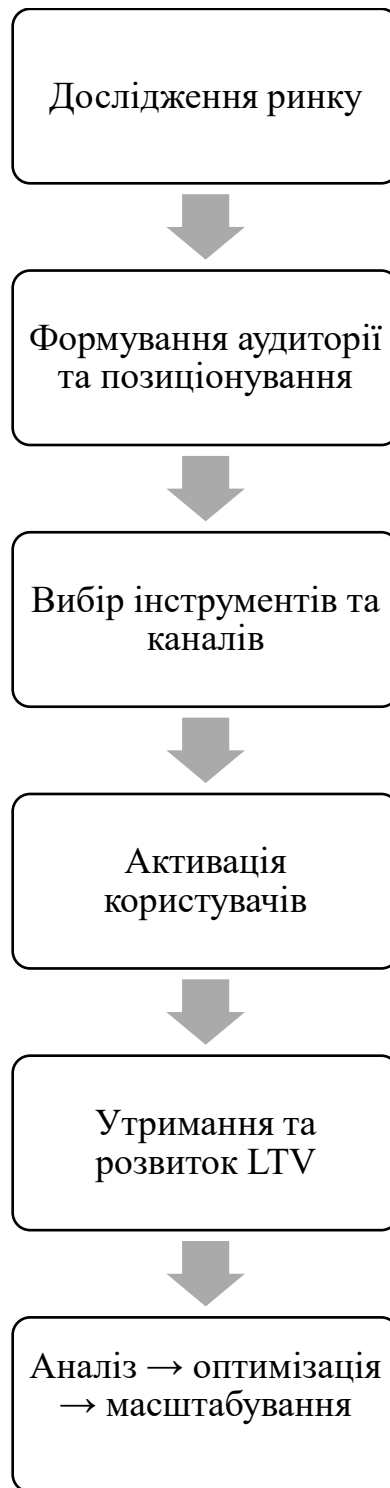 Дослідження ринку
Формування аудиторії
та позиціонування
Вибір інструментів та
каналів
Активація
користувачів
Утримання та
розвиток LTV
Аналіз → оптимізація
→ масштабування